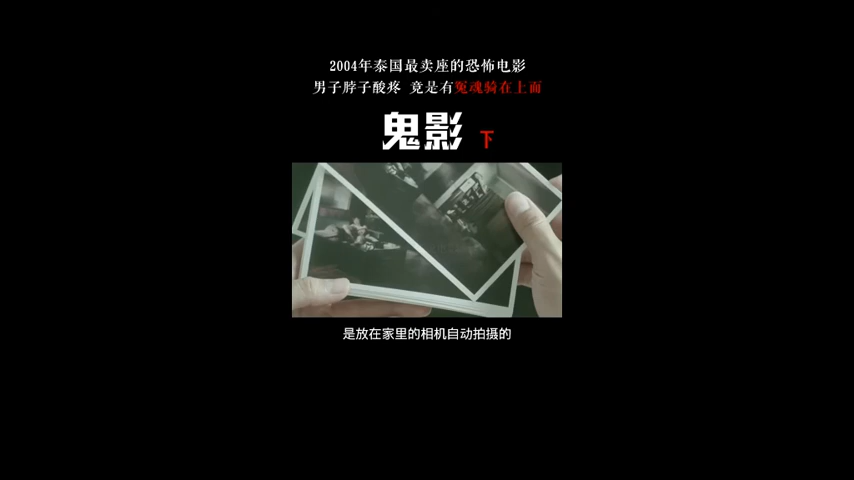 2004年泰国最卖座的恐怖电影
男子脖子酸疼 竟是有冤魂骑在上面
鬼影 下
是放在家里的相机自动拍摄的